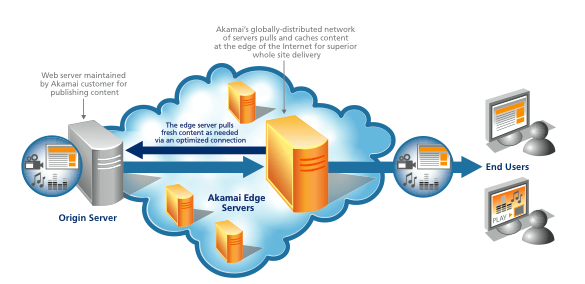 Akamai's globally-distributed network
of servers pulls and caches content
at the edge of the Internet for superior
whole site delivery
Web server maintained
by Akamai customer for
publishing content
The edge server pulls
fresh content as needed
via an optimized connection
End Users
Akamai Edge
Servers
Origin Server
PLAY